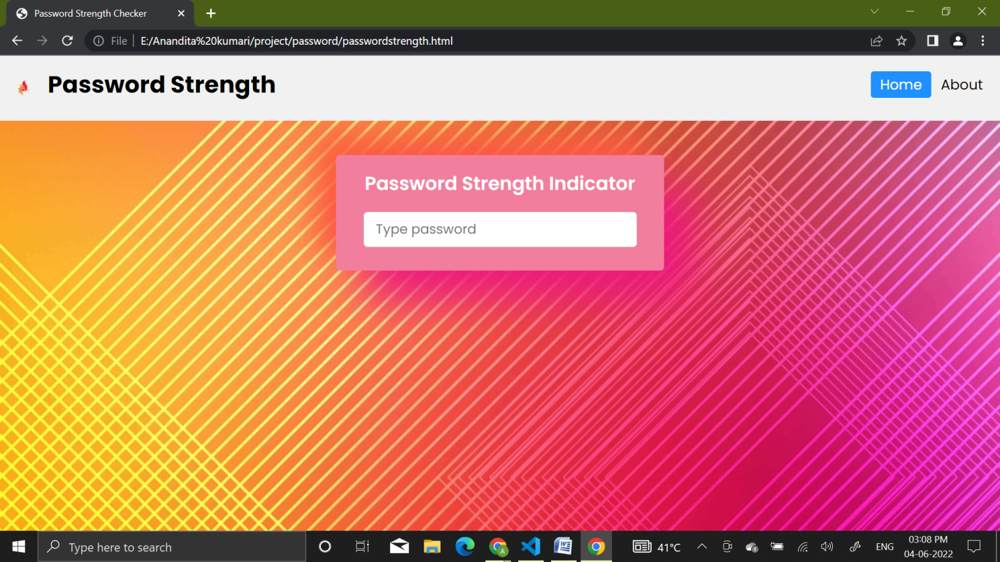 Password Strength Checker
File
E:/Anandita%20kumari/project/password/passwordstrength.html
Password Strength
Home
About
Password Strength Indicator
Type password
Type here to search
41°C
ENG
03:08 PM
04-06-2022